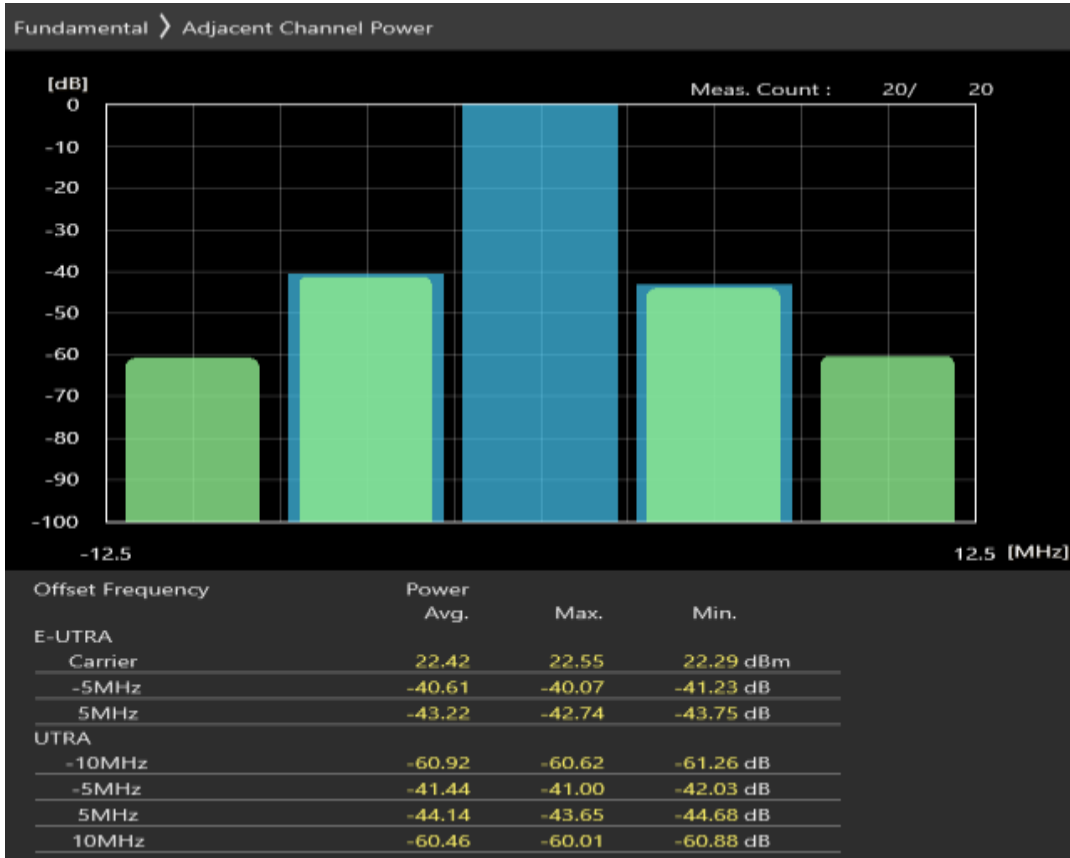 Fundamental 〉 Adjacent Channel Power
[dB]
Meas. Count : 20/ 20
0
-10
-20
-30
-40
-50
-60
-70
-80
-90
-100
-12.5 12.5 [MHz]
Offset Frequency Power
Avg. Max. Min.
E-UTRA
Carrier 22.42 22.55 22.29 dBm
-5MHz -40.61 -40.07 -41.23 dB
5MHz -43.22 -42.74 -43.75 dB
UTRA
-10MHz -60.92 -60.62 -61.26 dB
-5MHz -41.44 -41.00 -42.03 dB
5MHz -44.14 -43.65 -44.68 dB
10MHz -60.46 -60.01 -60.88 dB